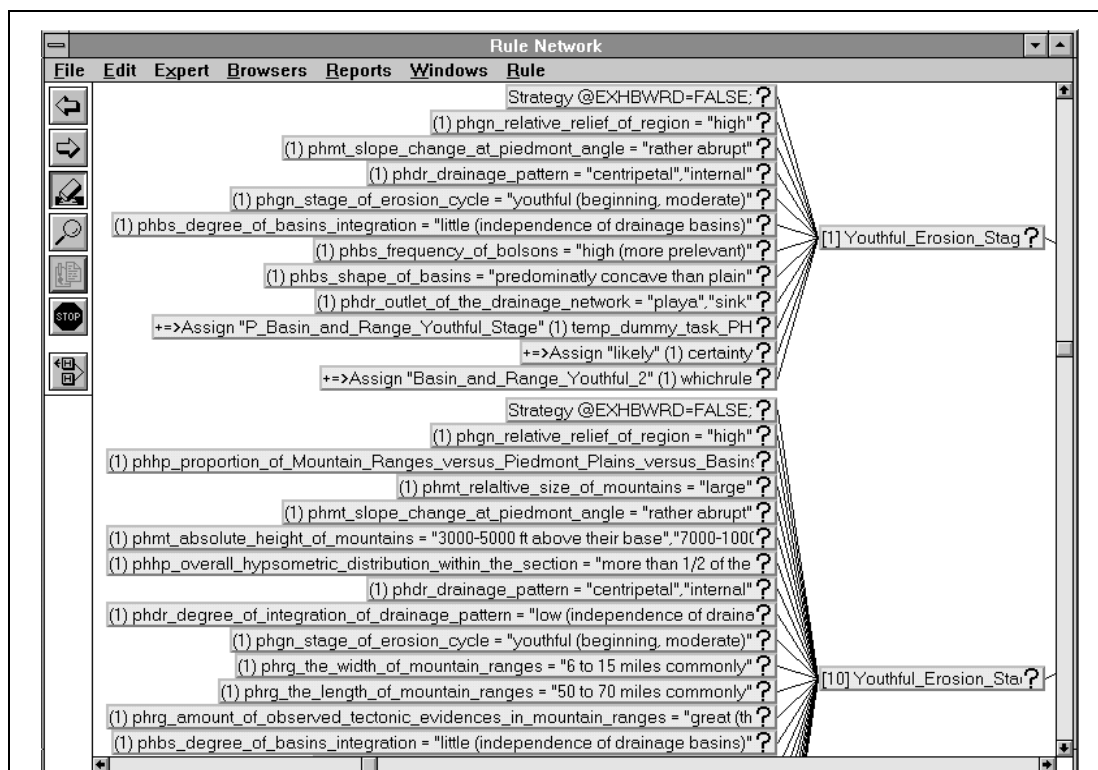 Rule Network
File Edit Expert Browsers Reports Windows Rule
Strategy @EXHBWRD=FALSE; ?
(1) phgn_relative_relief_of_region = "high" ?
(1) phmt_slope_change_at_piedmont_angle = "rather abrupt" ?
(1) phdr_drainage_pattern = "centripetal","internal" ?
(1) phgn_stage_of_erosion_cycle = "youthful (beginning, moderate)" ?
(1) phbs_degree_of_basins_integration = "little (independence of drainage basins)" ?
[1] Youthful_Erosion_Stag ?
(1) phbs_frequency_of_bolsons = "high (more prelevant)" ?
(1) phbs_shape_of_basins = "predominatly concave than plain" ?
(1) phdr_outlet_of_the_drainage_network = "playa","sink" ?
STOP
+=>Assign "P_Basin_and_Range_Youthful_Stage" (1) temp_dummy_task_PH ?
+=>Assign "likely" (1) certainty ?
+=>Assign "Basin_and_Range_Youthful_2" (1) whichrule ?
Strategy @EXHBWRD=FALSE; ?
(1) phgn_relative_relief_of_region = "high" ?
(1) phhp_proportion_of_Mountain_Ranges_versus_Piedmont_Plains_versus_Basins ?
(1) phmt_relaltive_size_of_mountains = "large" ?
(1) phmt_slope_change_at_piedmont_angle = "rather abrupt" ?
(1) phmt_absolute_height_of_mountains = "3000-5000 ft above their base","7000-1000 ?
(1) phhp_overall_hypsometric_distribution_within_the_section = "more than 1/2 of the ?
(1) phdr_drainage_pattern = "centripetal","internal" ?
(1) phdr_degree_of_integration_of_drainage_pattern = "low (independence of draina ?
(1) phgn_stage_of_erosion_cycle = "youthful (beginning, moderate)" ?
(1) phrg_the_width_of_mountain_ranges = "6 to 15 miles commonly" ?
[10] Youthful_Erosion_Sta ?
(1) phrg_the_length_of_mountain_ranges = "50 to 70 miles commonly" ?
(1) phrg_amount_of_observed_tectonic_evidences_in_mountain_ranges = "great (th ?
(1) phbs_degree_of_basins_integration = "little (independence of drainage basins)" ?